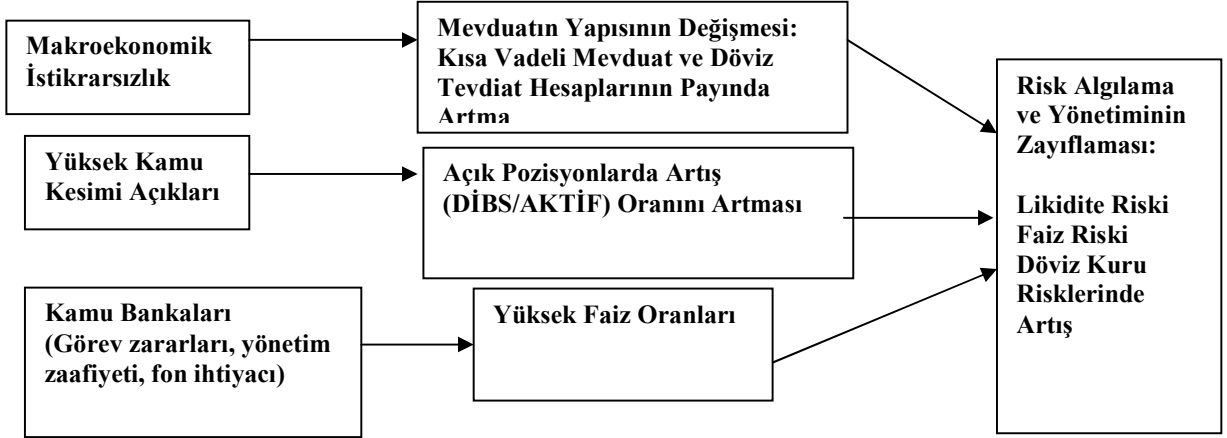 Makroekonomik
İstikrarsızlık
Mevduatın Yapısının Değişmesi:
Kısa Vadeli Mevduat ve Döviz
Tevdiat Hesaplarının Payında
Artma
Yüksek Kamu
Kesimi Açıkları
Açık Pozisyonlarda Artış
(DİBS/AKTİF) Oranını Artması
Kamu Bankaları
(Görev zararları, yönetim
zaafiyeti, fon ihtiyacı)
Yüksek Faiz Oranları
Risk Algılama
ve Yönetiminin
Zayıflaması:
Likidite Riski
Faiz Riski
Döviz Kuru
Risklerinde
Artış